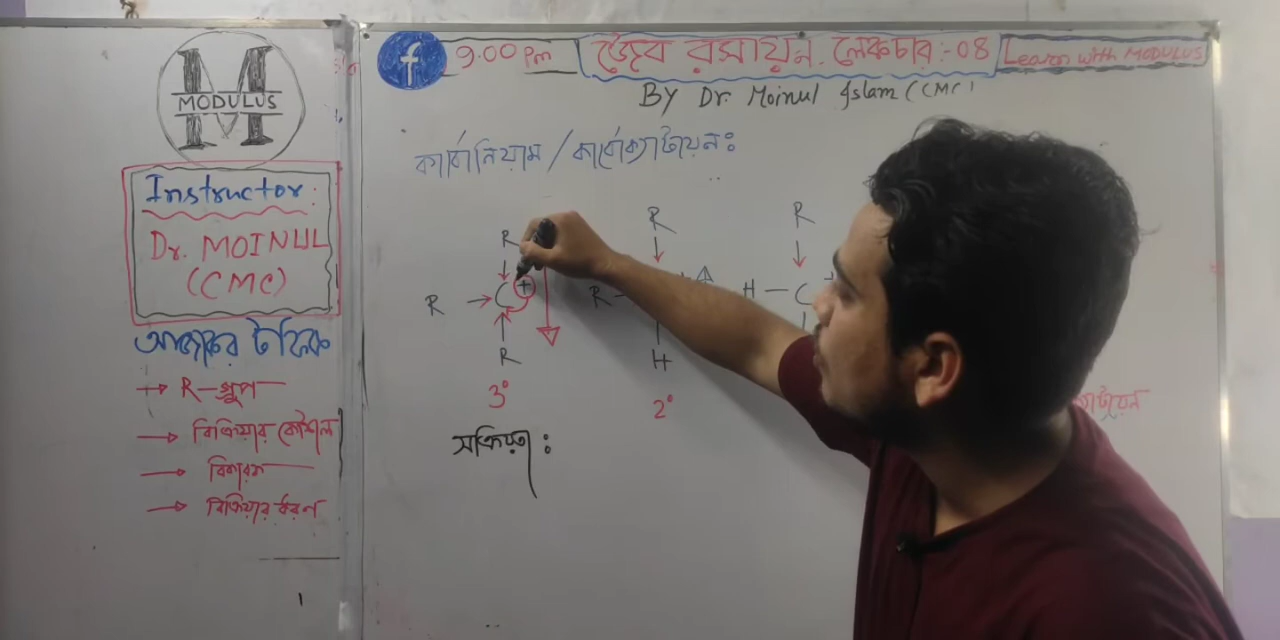 MODULUS
M
Instructor:
Dr. MOINUL
(CMC)
আজকের টপিক
→ R-গ্রুপ
→ বিক্রিয়ার কৌশল
→ বিকারক
→ বিক্রিয়ার ধরণ
f 9:00 Pm জৈব রসায়ন. লেকচার:-08 Learn with MODULUS
By Dr. Moinul Islam (CMC)
কার্বোনিয়াম / কার্বোক্যাটায়ন:
R R R
R → C + R H — C +
R H
3° 2°
সক্রিয়তা :